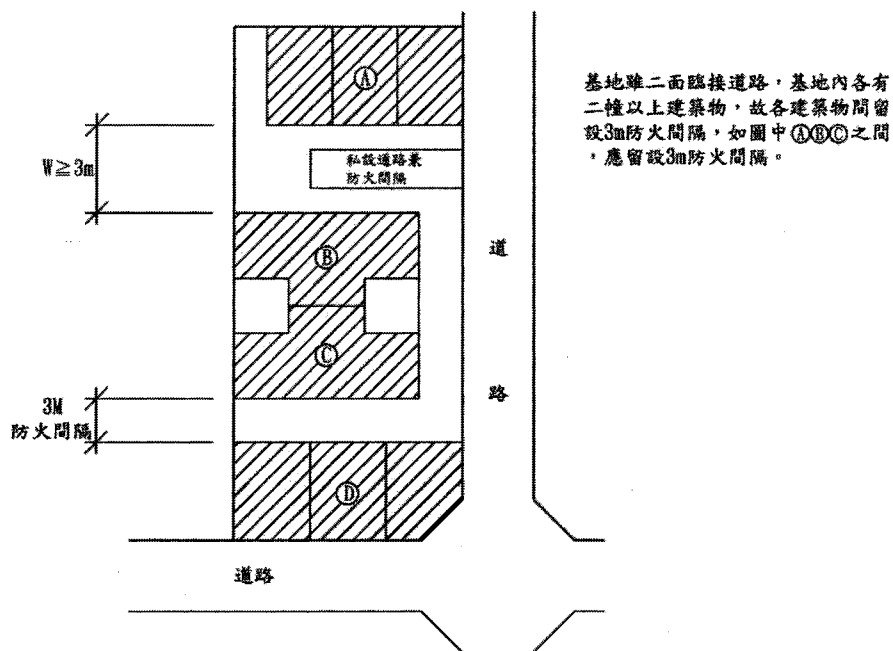 Ⓐ
基地雖二面臨接道路,基地內各有
二幢以上建築物,故各建築物間留
設3m防火間隔,如圖中ⒶⒷⒸ之間
,應留設3m防火間隔。
W≧3m
私設道路兼
防火間隔
Ⓑ
道
路
Ⓒ
3M
防火間隔
Ⓓ
道路